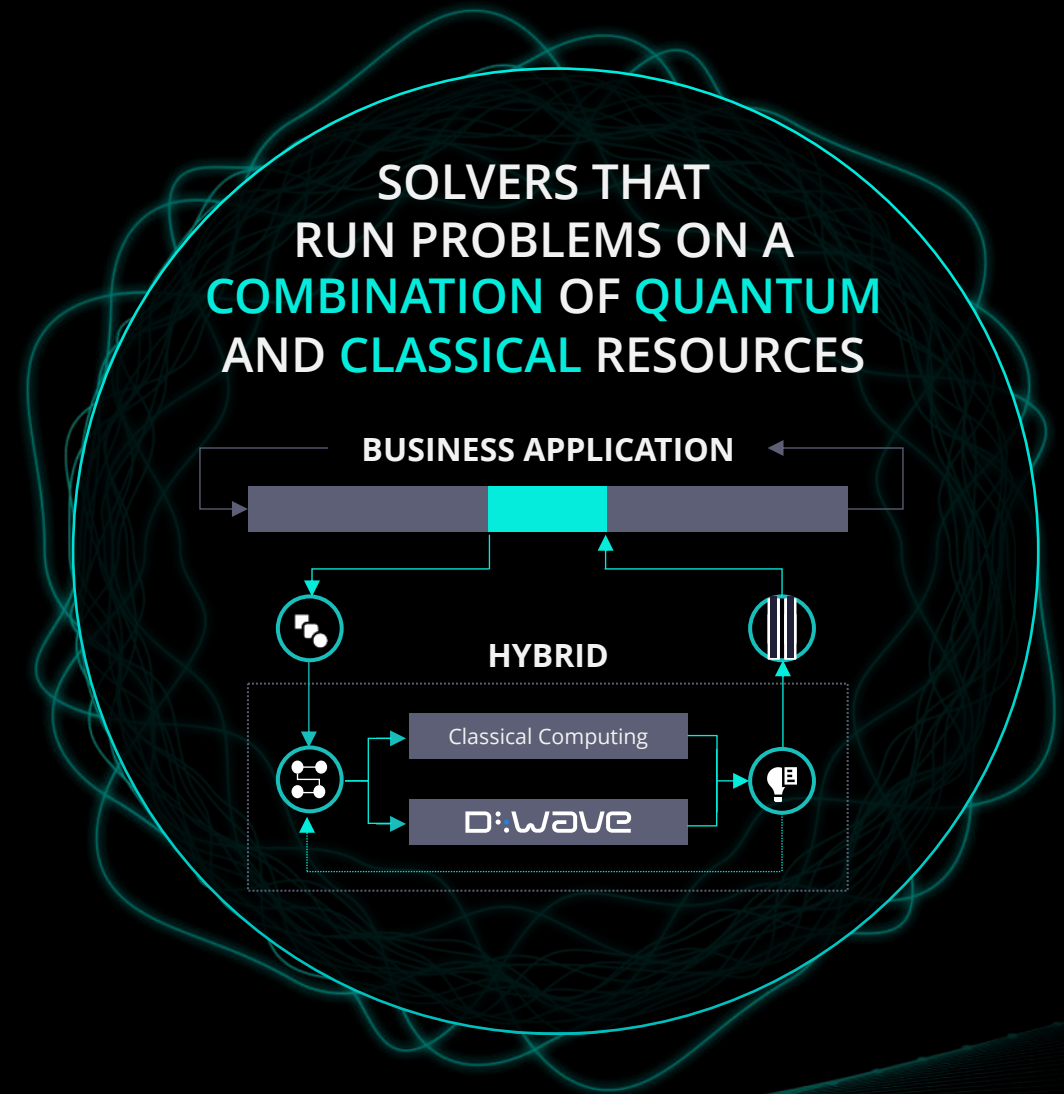 SOLVERS THAT
RUN PROBLEMS ON A
COMBINATION OF QUANTUM
AND CLASSICAL RESOURCES
BUSINESS APPLICATION
HYBRID
Classical Computing
D:wave